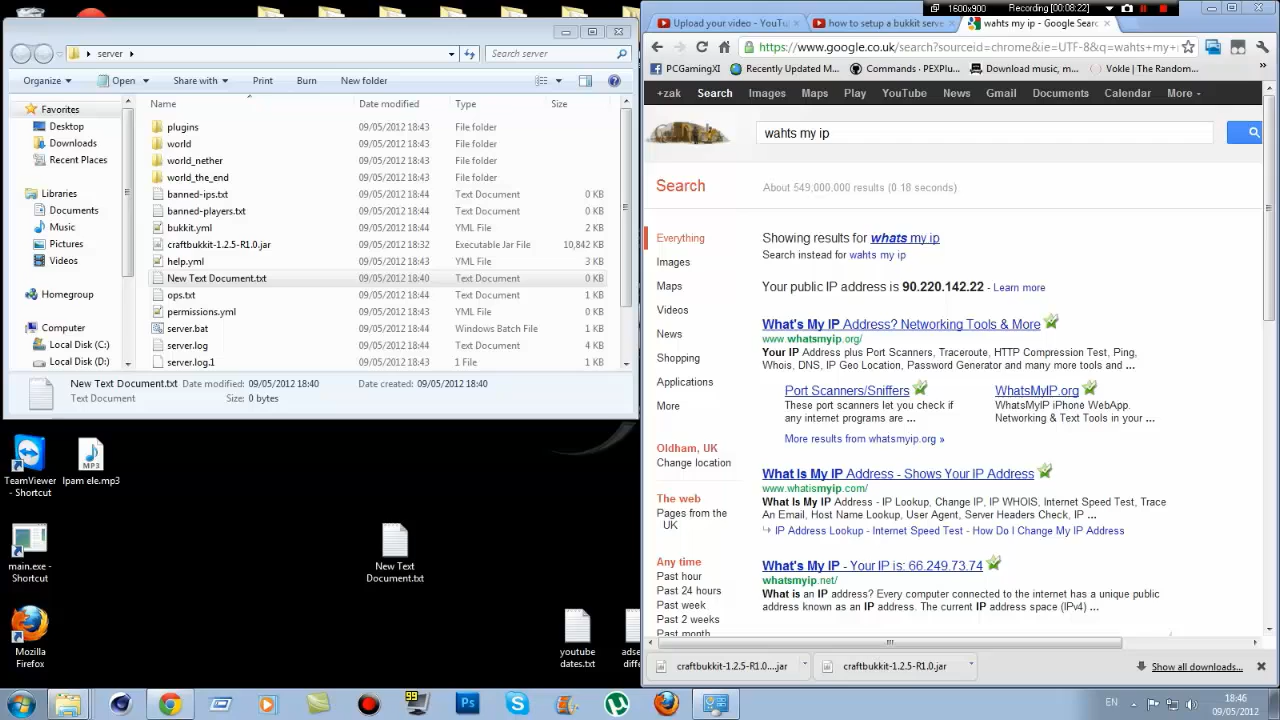 1600x900
Recording [00:08:22]
server
Search server
Organize
Open
Share with
Print
Burn
New folder
Favorites
Desktop
Downloads
Recent Places
Libraries
Documents
Music
Pictures
Videos
Homegroup
Computer
Local Disk (C:)
Local Disk (D:)
Name Date modified Type Size
plugins 09/05/2012 18:43 File folder
world 09/05/2012 18:43 File folder
world_nether 09/05/2012 18:43 File folder
world_the_end 09/05/2012 18:43 File folder
banned-ips.txt 09/05/2012 18:44 Text Document 0 KB
banned-players.txt 09/05/2012 18:44 Text Document 0 KB
bukkit.yml 09/05/2012 18:44 YML File 2 KB
craftbukkit-1.2.5-R1.0.jar 09/05/2012 18:32 Executable Jar File 10,842 KB
help.yml 09/05/2012 18:43 YML File 3 KB
New Text Document.txt 09/05/2012 18:40 Text Document 0 KB
ops.txt 09/05/2012 18:44 Text Document 1 KB
permissions.yml 09/05/2012 18:43 YML File 0 KB
server.bat 09/05/2012 18:43 Windows Batch File 1 KB
server.log 09/05/2012 18:44 Text Document 4 KB
server.log.1 09/05/2012 18:43 1 File 1 KB
New Text Document.txt Date modified: 09/05/2012 18:40 Date created: 09/05/2012 18:40
Text Document Size: 0 bytes
TeamViewer
- Shortcut
lpam ele.mp3
MP3
main.exe -
Shortcut
New Text
Document.txt
Mozilla
Firefox
youtube
dates.txt
adse
diffe
Upload your video - YouTu
how to setup a bukkit serve
wahts my ip - Google Searc
https://www.google.co.uk/search?sourceid=chrome&ie=UTF-8&q=wahts+my+
PCGamingXI
Recently Updated M...
Commands · PEXPlu...
Download music, m...
Vokle | The Random...
+zak Search Images Maps Play YouTube News Gmail Documents Calendar More
wahts my ip
Search
About 549,000,000 results (0.18 seconds)
Everything
Images
Maps
Videos
News
Shopping
Applications
More
Oldham, UK
Change location
The web
Pages from the
UK
Any time
Past hour
Past 24 hours
Past week
Past 2 weeks
Past month
Showing results for whats my ip
Search instead for wahts my ip
Your public IP address is 90.220.142.22 - Learn more
What's My IP Address? Networking Tools & More
www.whatsmyip.org/
Your IP Address plus Port Scanners, Traceroute, HTTP Compression Test, Ping,
Whois, DNS, IP Geo Location, Password Generator and many more tools and ...
Port Scanners/Sniffers
These port scanners let you check if
any internet programs are ...
WhatsMyIP.org
WhatsMyIP iPhone WebApp.
Networking & Text Tools in your ...
More results from whatsmyip.org »
What Is My IP Address - Shows Your IP Address
www.whatismyip.com/
What Is My IP Address - IP Lookup, Change IP, IP WHOIS, Internet Speed Test, Trace
An Email, Host Name Lookup, User Agent, Server Headers Check, IP ...
IP Address Lookup - Internet Speed Test - How Do I Change My IP Address
What's My IP - Your IP is: 66.249.73.74
whatsmyip.net/
What is an IP address? Every computer connected to the internet has a unique public
address known as an IP address. The current IP address space (IPv4) ...
craftbukkit-1.2.5-R1.0....jar
craftbukkit-1.2.5-R1.0.jar
Show all downloads...
99
Ps
EN
18:46
09/05/2012